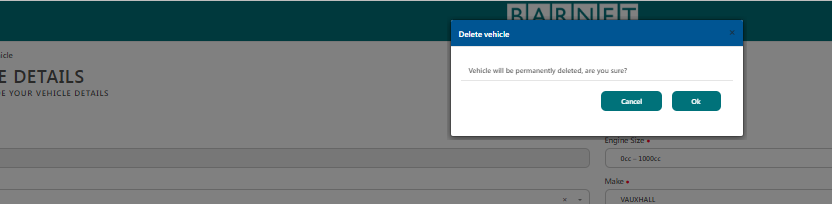 BARNET
Delete vehicle
×
icle
E DETAILS
E YOUR VEHICLE DETAILS
Vehicle will be permanently deleted, are you sure?
Cancel
Ok
Engine Size •
0cc - 1000cc
Make •
×
VAUXHALL